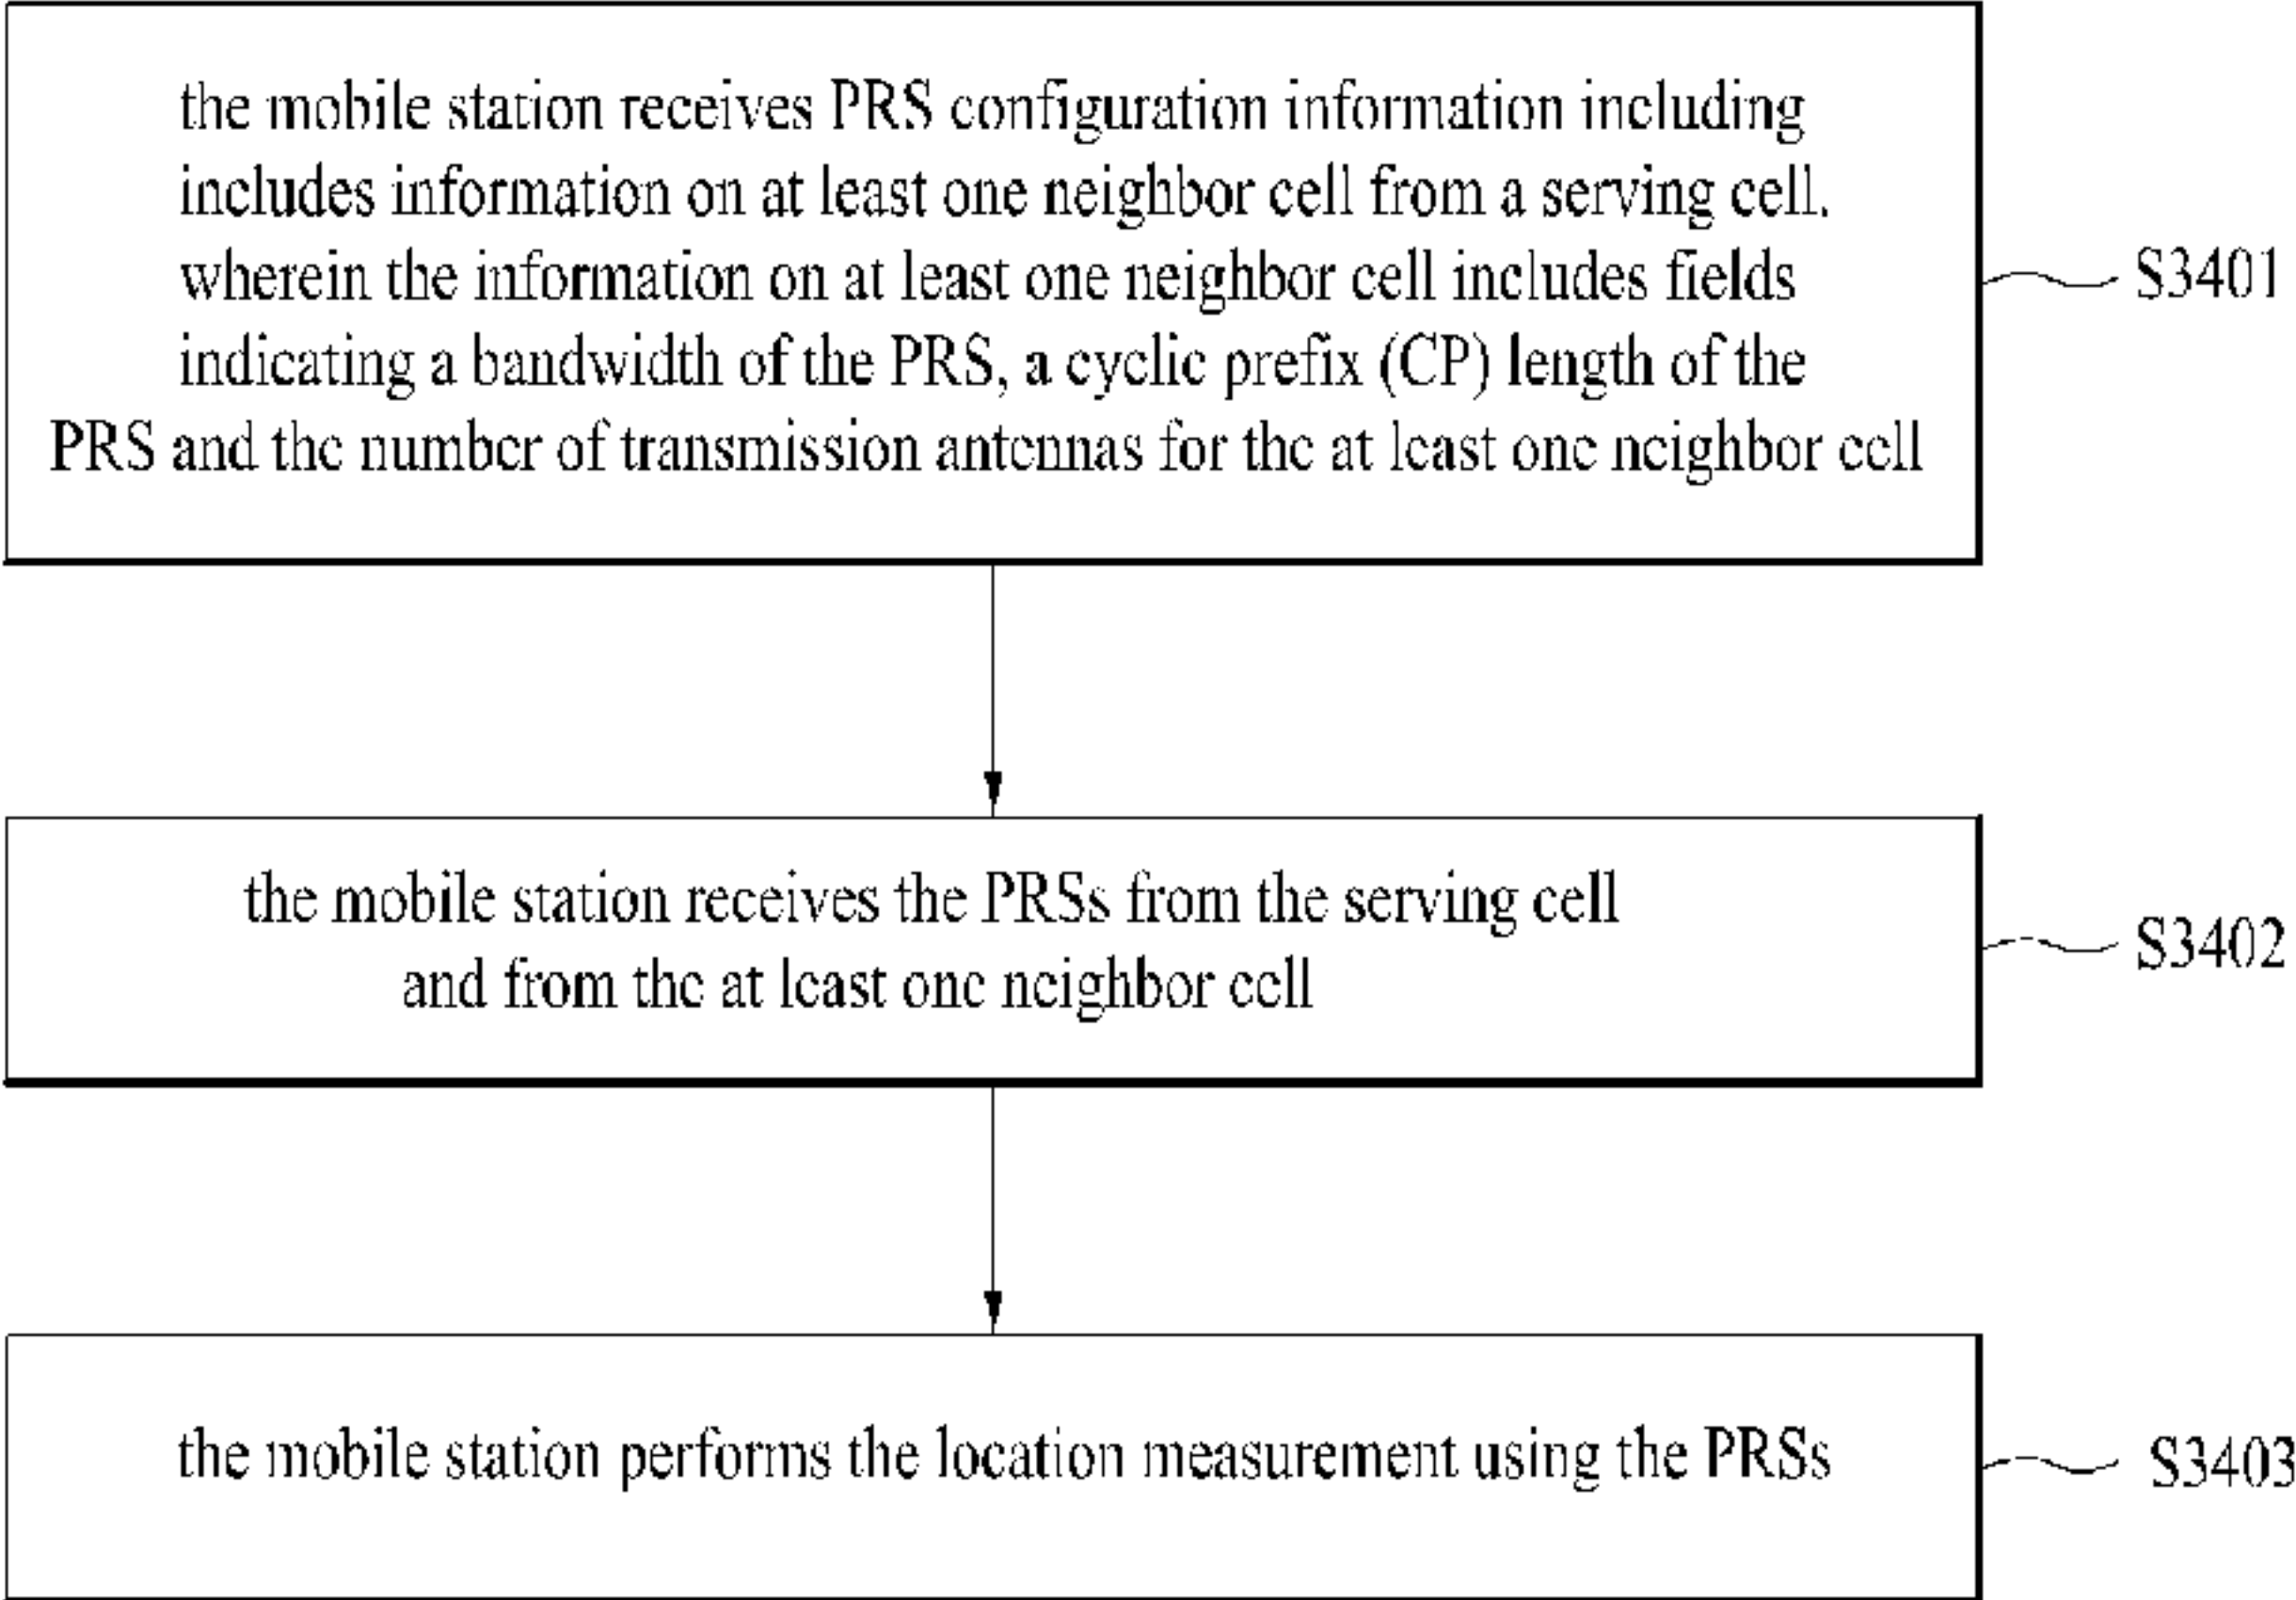 the mobile station receives PRS configuration information including
includes information on at least one neighbor cell from a serving cell.
wherein the information on at least one neighbor cell includes fields
indicating a bandwidth of the PRS, a cyclic prefix (CP) length of the
PRS and the number of transmission antennas for the at least one neighbor cell
S3401
the mobile station receives the PRSs from the serving cell
and from the at least one neighbor cell
S3402
the mobile station performs the location measurement using the PRSs
S3403